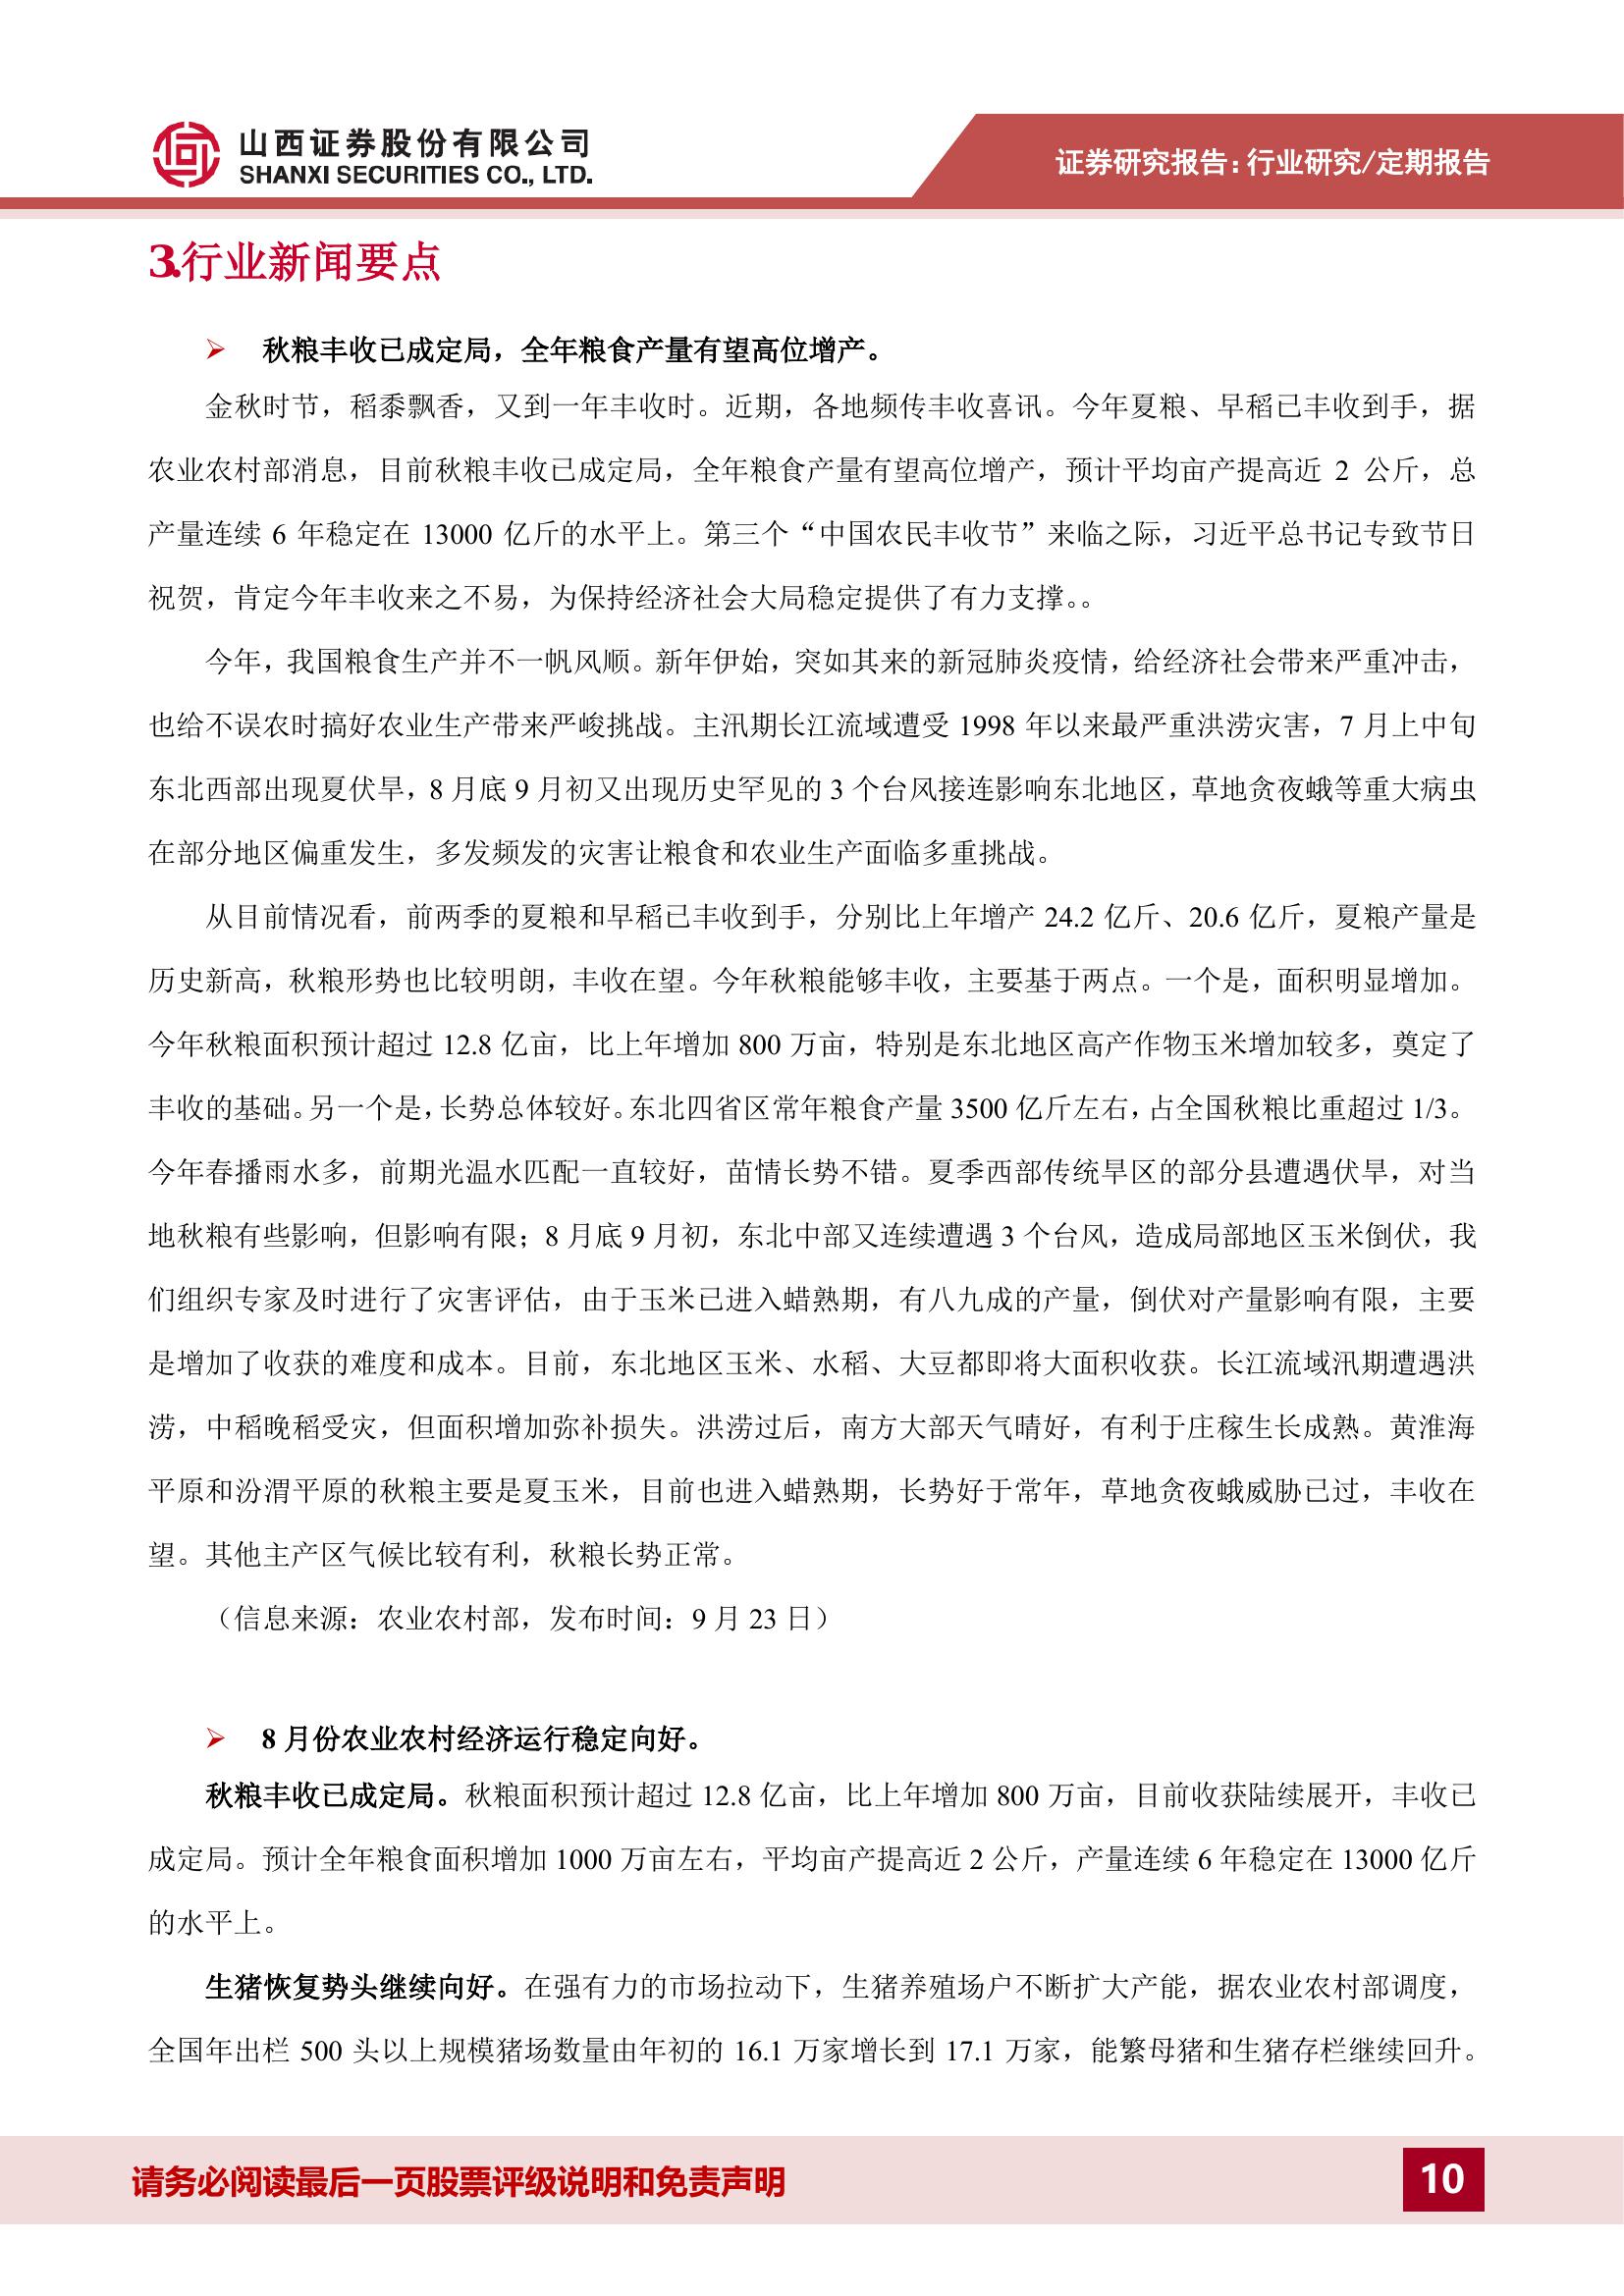 山西证券股份有限公司
SHANXI SECURITIES CO., LTD.
证券研究报告：行业研究/定期报告
3.行业新闻要点
➢ 秋粮丰收已成定局，全年粮食产量有望高位增产。
金秋时节，稻黍飘香，又到一年丰收时。近期，各地频传丰收喜讯。今年夏粮、早稻已丰收到手，据
农业农村部消息，目前秋粮丰收已成定局，全年粮食产量有望高位增产，预计平均亩产提高近 2 公斤，总
产量连续 6 年稳定在 13000 亿斤的水平上。第三个“中国农民丰收节”来临之际，习近平总书记专致节日
祝贺，肯定今年丰收来之不易，为保持经济社会大局稳定提供了有力支撑。。
今年，我国粮食生产并不一帆风顺。新年伊始，突如其来的新冠肺炎疫情，给经济社会带来严重冲击，
也给不误农时搞好农业生产带来严峻挑战。主汛期长江流域遭受 1998 年以来最严重洪涝灾害，7 月上中旬
东北西部出现夏伏旱，8 月底 9 月初又出现历史罕见的 3 个台风接连影响东北地区，草地贪夜蛾等重大病虫
在部分地区偏重发生，多发频发的灾害让粮食和农业生产面临多重挑战。
从目前情况看，前两季的夏粮和早稻已丰收到手，分别比上年增产 24.2 亿斤、20.6 亿斤，夏粮产量是
历史新高，秋粮形势也比较明朗，丰收在望。今年秋粮能够丰收，主要基于两点。一个是，面积明显增加。
今年秋粮面积预计超过 12.8 亿亩，比上年增加 800 万亩，特别是东北地区高产作物玉米增加较多，奠定了
丰收的基础。另一个是，长势总体较好。东北四省区常年粮食产量 3500 亿斤左右，占全国秋粮比重超过 1/3。
今年春播雨水多，前期光温水匹配一直较好，苗情长势不错。夏季西部传统旱区的部分县遭遇伏旱，对当
地秋粮有些影响，但影响有限；8 月底 9 月初，东北中部又连续遭遇 3 个台风，造成局部地区玉米倒伏，我
们组织专家及时进行了灾害评估，由于玉米已进入蜡熟期，有八九成的产量，倒伏对产量影响有限，主要
是增加了收获的难度和成本。目前，东北地区玉米、水稻、大豆都即将大面积收获。长江流域汛期遭遇洪
涝，中稻晚稻受灾，但面积增加弥补损失。洪涝过后，南方大部天气晴好，有利于庄稼生长成熟。黄淮海
平原和汾渭平原的秋粮主要是夏玉米，目前也进入蜡熟期，长势好于常年，草地贪夜蛾威胁已过，丰收在
望。其他主产区气候比较有利，秋粮长势正常。
（信息来源：农业农村部，发布时间：9 月 23 日）
➢ 8 月份农业农村经济运行稳定向好。
秋粮丰收已成定局。秋粮面积预计超过 12.8 亿亩，比上年增加 800 万亩，目前收获陆续展开，丰收已
成定局。预计全年粮食面积增加 1000 万亩左右，平均亩产提高近 2 公斤，产量连续 6 年稳定在 13000 亿斤
的水平上。
生猪恢复势头继续向好。在强有力的市场拉动下，生猪养殖场户不断扩大产能，据农业农村部调度，
全国年出栏 500 头以上规模猪场数量由年初的 16.1 万家增长到 17.1 万家，能繁母猪和生猪存栏继续回升。
请务必阅读最后一页股票评级说明和免责声明
10